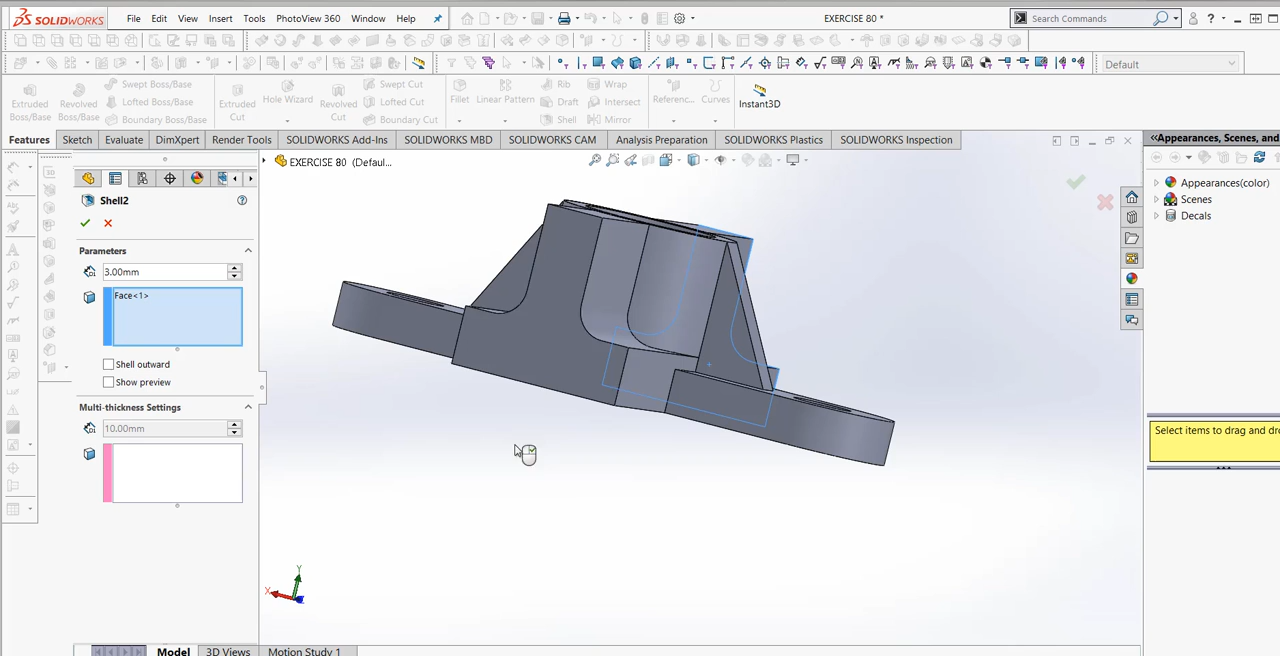 SOLIDWORKS File Edit View Insert Tools PhotoView 360 Window Help EXERCISE 80 * Search Commands ?
Default
Extruded Boss/Base
Revolved Boss/Base
Swept Boss/Base
Lofted Boss/Base
Boundary Boss/Base
Extruded Cut
Hole Wizard
Revolved Cut
Swept Cut
Lofted Cut
Boundary Cut
Fillet
Linear Pattern
Rib
Draft
Shell
Wrap
Intersect
Mirror
Referenc...
Curves
Instant3D
Features Sketch Evaluate DimXpert Render Tools SOLIDWORKS Add-Ins SOLIDWORKS MBD SOLIDWORKS CAM Analysis Preparation SOLIDWORKS Plastics SOLIDWORKS Inspection
EXERCISE 80 (Defaul...
<<Appearances, Scenes, and
Appearances(color)
Scenes
Decals
Select items to drag and dro
Shell2
Parameters
3.00mm
Face<1>
Shell outward
Show preview
Multi-thickness Settings
10.00mm
Y
X
Z
Model 3D Views Motion Study 1